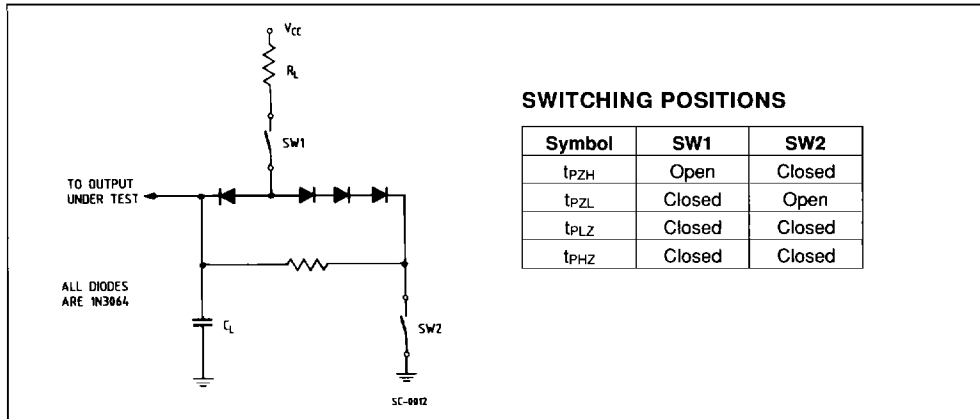 VCC
RL
SW1
TO OUTPUT
UNDER TEST
ALL DIODES
ARE 1N3064
CL
SW2
SC-0012
SWITCHING POSITIONS
Symbol SW1 SW2
tPZH Open Closed
tPZL Closed Open
tPLZ Closed Closed
tPHZ Closed Closed